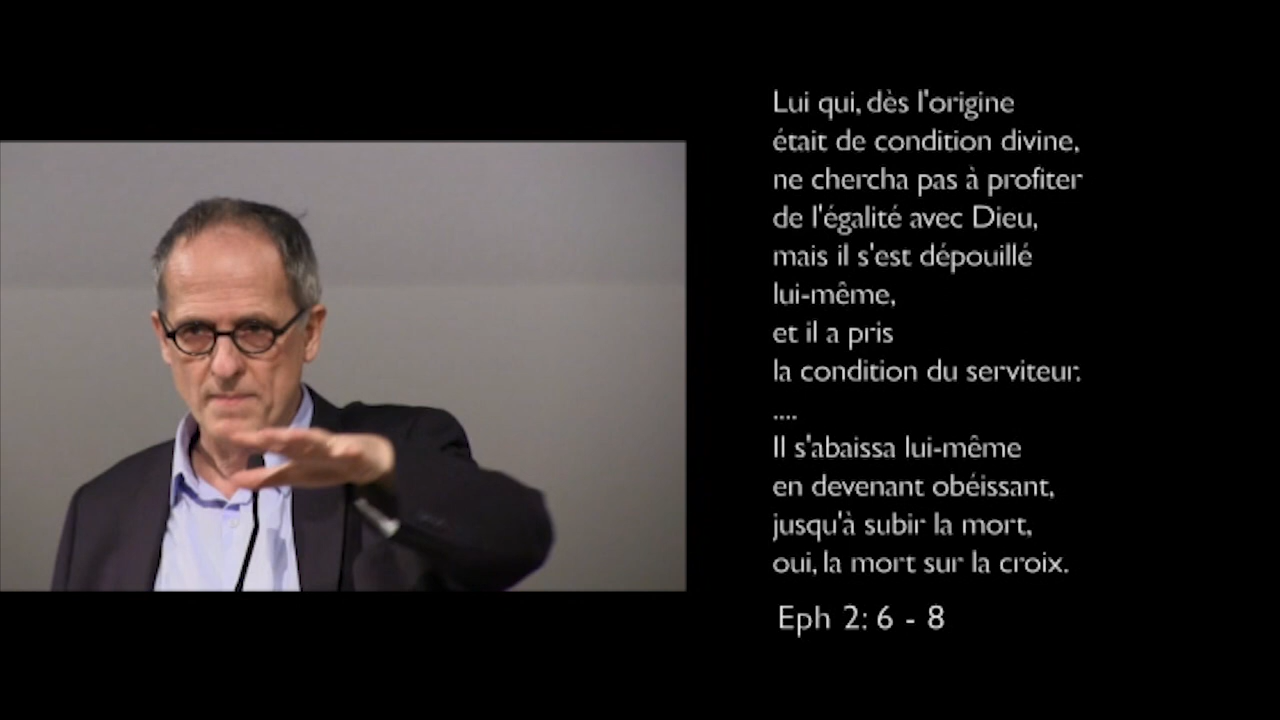 Lui qui, dès l'origine
était de condition divine,
ne chercha pas à profiter
de l'égalité avec Dieu,
mais il s'est dépouillé
lui-même,
et il a pris
la condition du serviteur.
....
Il s'abaissa lui-même
en devenant obéissant,
jusqu'à subir la mort,
oui, la mort sur la croix.
Eph 2: 6 - 8